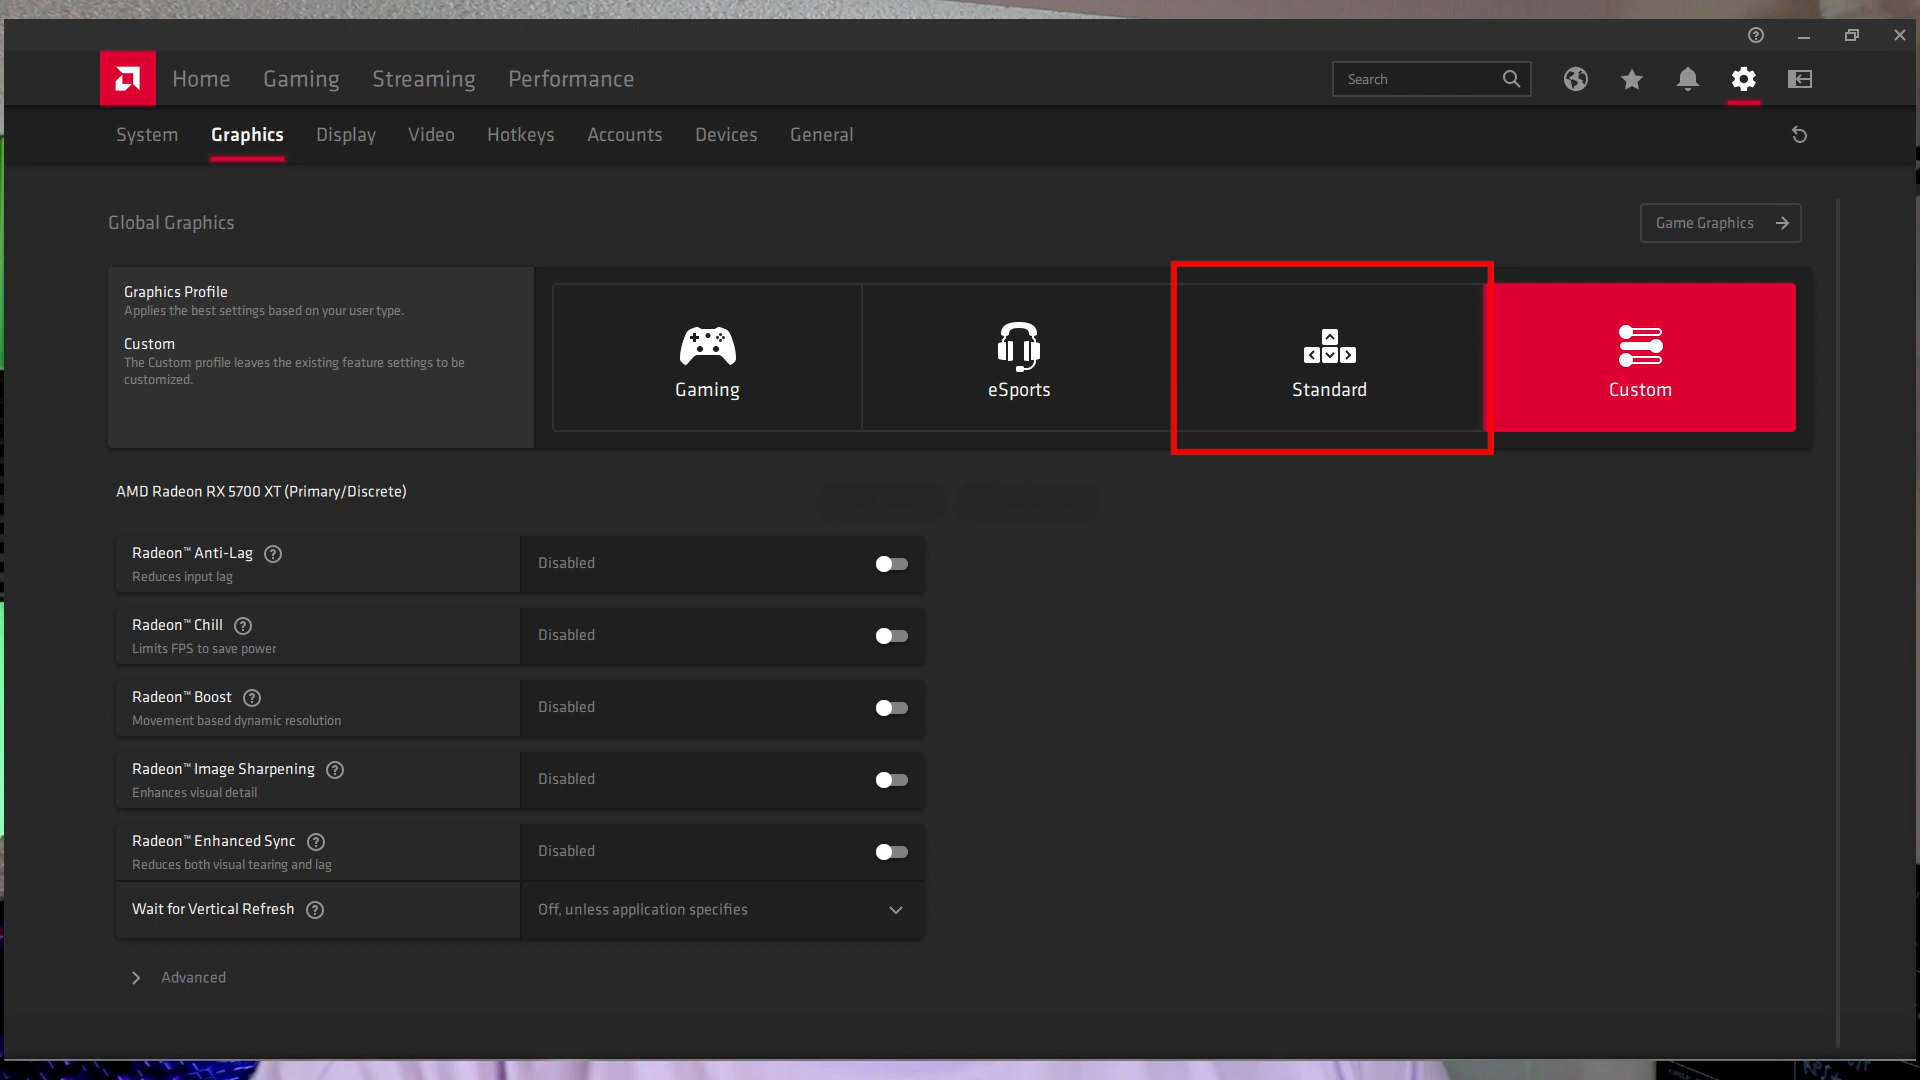 Home Gaming Streaming Performance
Search
System Graphics Display Video Hotkeys Accounts Devices General
Global Graphics
Game Graphics
Graphics Profile
Applies the best settings based on your user type.
Custom
The Custom profile leaves the existing feature settings to be
customized.
Gaming
eSports
Standard
Custom
AMD Radeon RX 5700 XT (Primary/Discrete)
Radeon™ Anti-Lag
Reduces input lag
Disabled
Radeon™ Chill
Limits FPS to save power
Disabled
Radeon™ Boost
Movement based dynamic resolution
Disabled
Radeon™ Image Sharpening
Enhances visual detail
Disabled
Radeon™ Enhanced Sync
Reduces both visual tearing and lag
Disabled
Wait for Vertical Refresh
Off, unless application specifies
Advanced